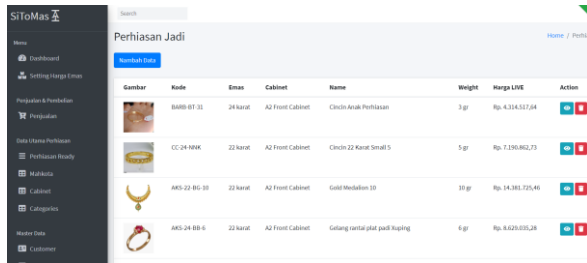 SiToMas
Search
Menu
Dashboard
Setting Harga Emas
Penjualan & Pembelian
Penjualan
Data Utama Perhiasan
Perhiasan Ready
Mahkota
Cabinet
Categories
Master Data
Customer
Perhiasan Jadi
Home / Perhia
Nambah Data
Gambar Kode Emas Cabinet Name Weight Harga LIVE Action
BARB-BT-31 24 karat A2 Front Cabinet Cincin Anak Perhiasan 3 gr Rp. 4.314.517,64
CC-24-NNK 22 karat A2 Front Cabinet Cincin 22 Karat Small 5 5 gr Rp. 7.190.862,73
AKS-22-BG-10 22 karat A2 Front Cabinet Gold Medalion 10 10 gr Rp. 14.381.725,46
AKS-24-BB-6 22 karat A2 Front Cabinet Gelang rantai plat padi Xuping 6 gr Rp. 8.629.035,28